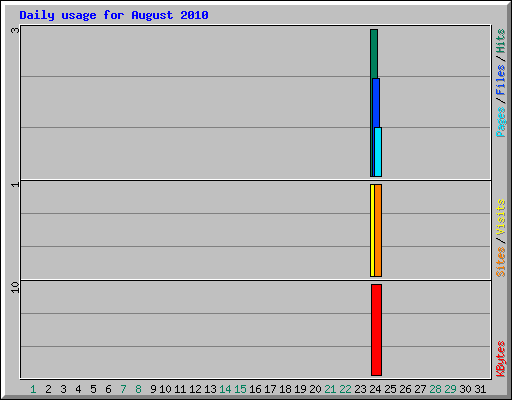 Daily usage for August 2010
3
1
10
Pages/Files/Hits
Sites/Visits
KBytes
1 2 3 4 5 6 7 8 9 10 11 12 13 14 15 16 17 18 19 20 21 22 23 24 25 26 27 28 29 30 31